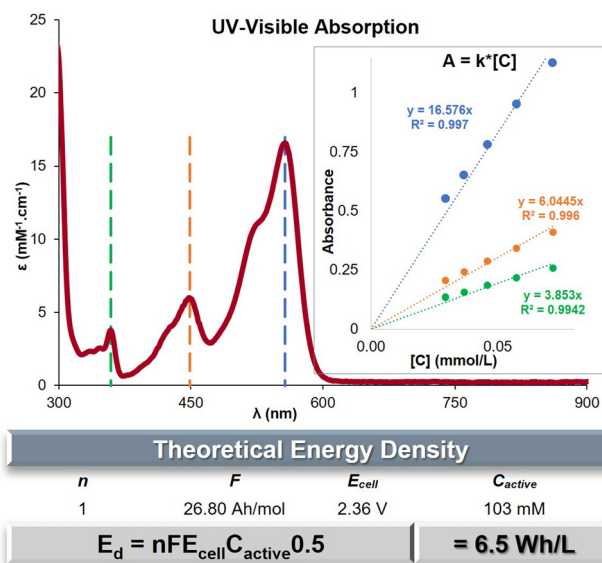 UV-Visible Absorption
25
20
15
10
5
0
ε (mM⁻¹.cm⁻¹)
300
450
600
750
900
λ (nm)
A = k*[C]
1
0.75
0.5
0.25
0
Absorbance
y = 16.576x
R² = 0.997
y = 6.0445x
R² = 0.996
y = 3.853x
R² = 0.9942
0.00
0.05
[C] (mmol/L)
Theoretical Energy Density
n F E_cell C_active
1 26.80 Ah/mol 2.36 V 103 mM
E_d = nFE_cellC_active0.5 = 6.5 Wh/L